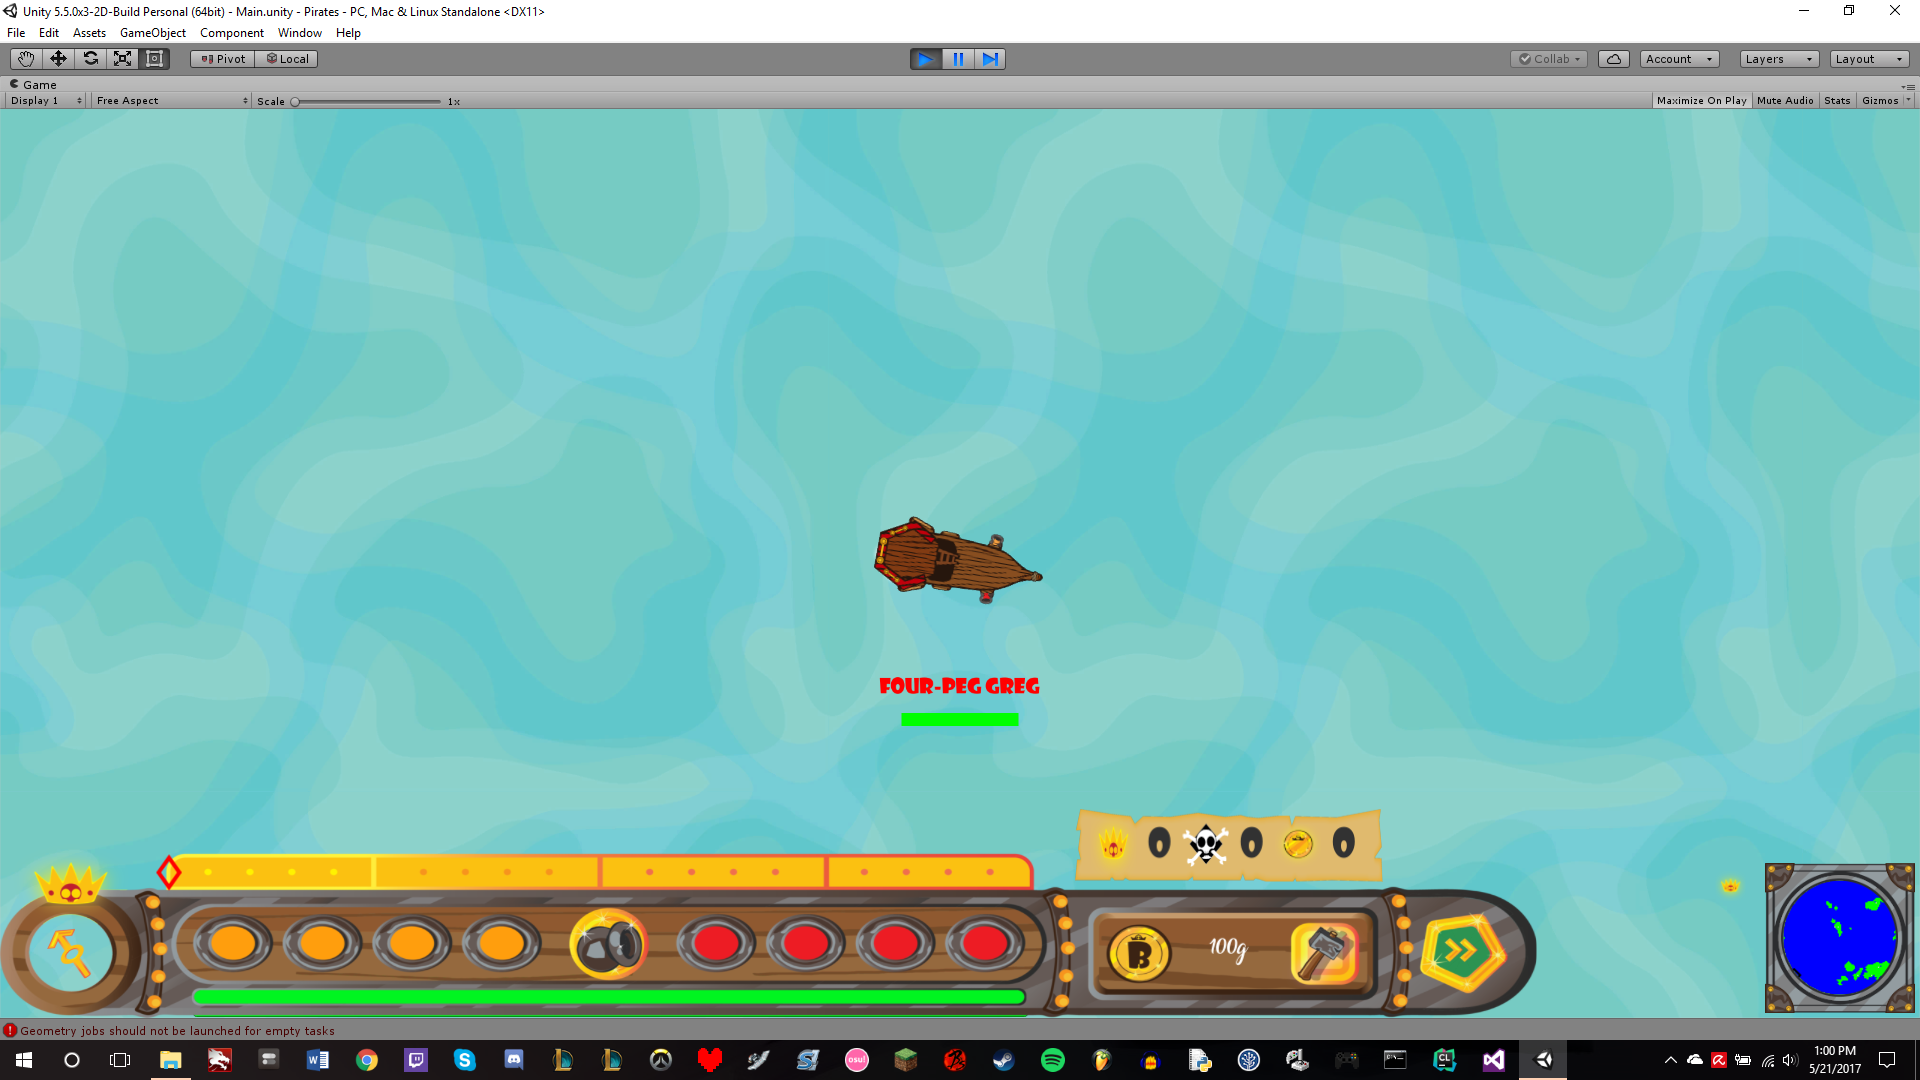 Unity 5.5.0x3-2D-Build Personal (64bit) - Main.unity - Pirates - PC, Mac & Linux Standalone <DX11>
File Edit Assets GameObject Component Window Help
Pivot Local Collab Account Layers Layout
Game
Display 1 Free Aspect Scale 1x Maximize On Play Mute Audio Stats Gizmos
FOUR-PEG GREG
0 0 0
B 100g
Geometry jobs should not be launched for empty tasks
osu! CL
1:00 PM
5/21/2017